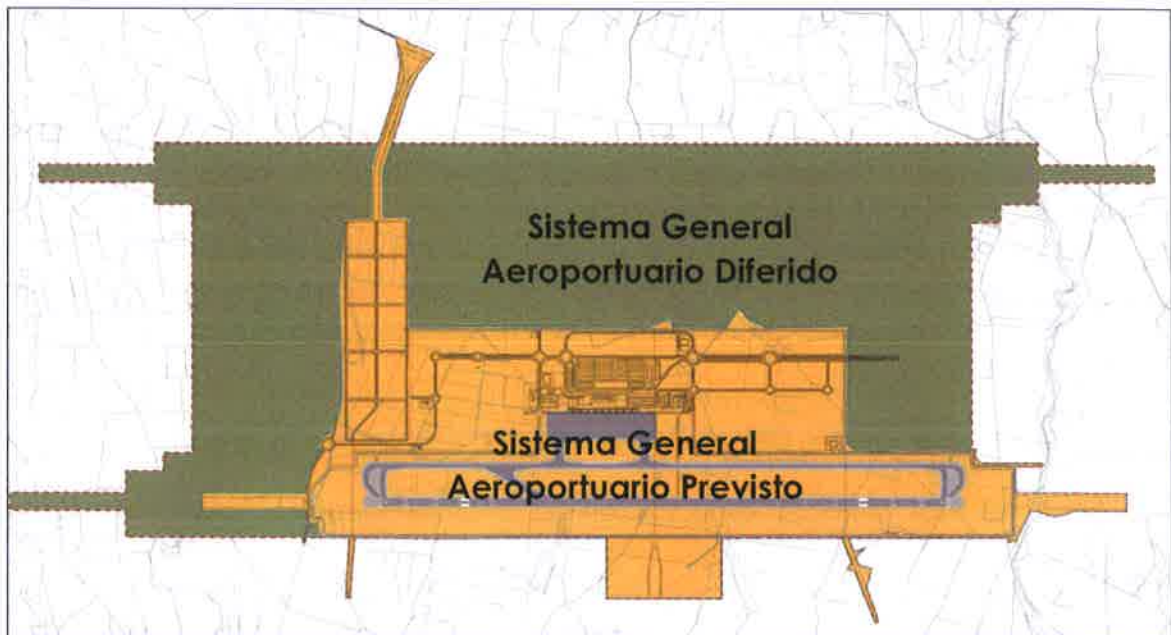 Sistema General
Aeroportuario Diferido
Sistema General
Aeroportuario Previsto